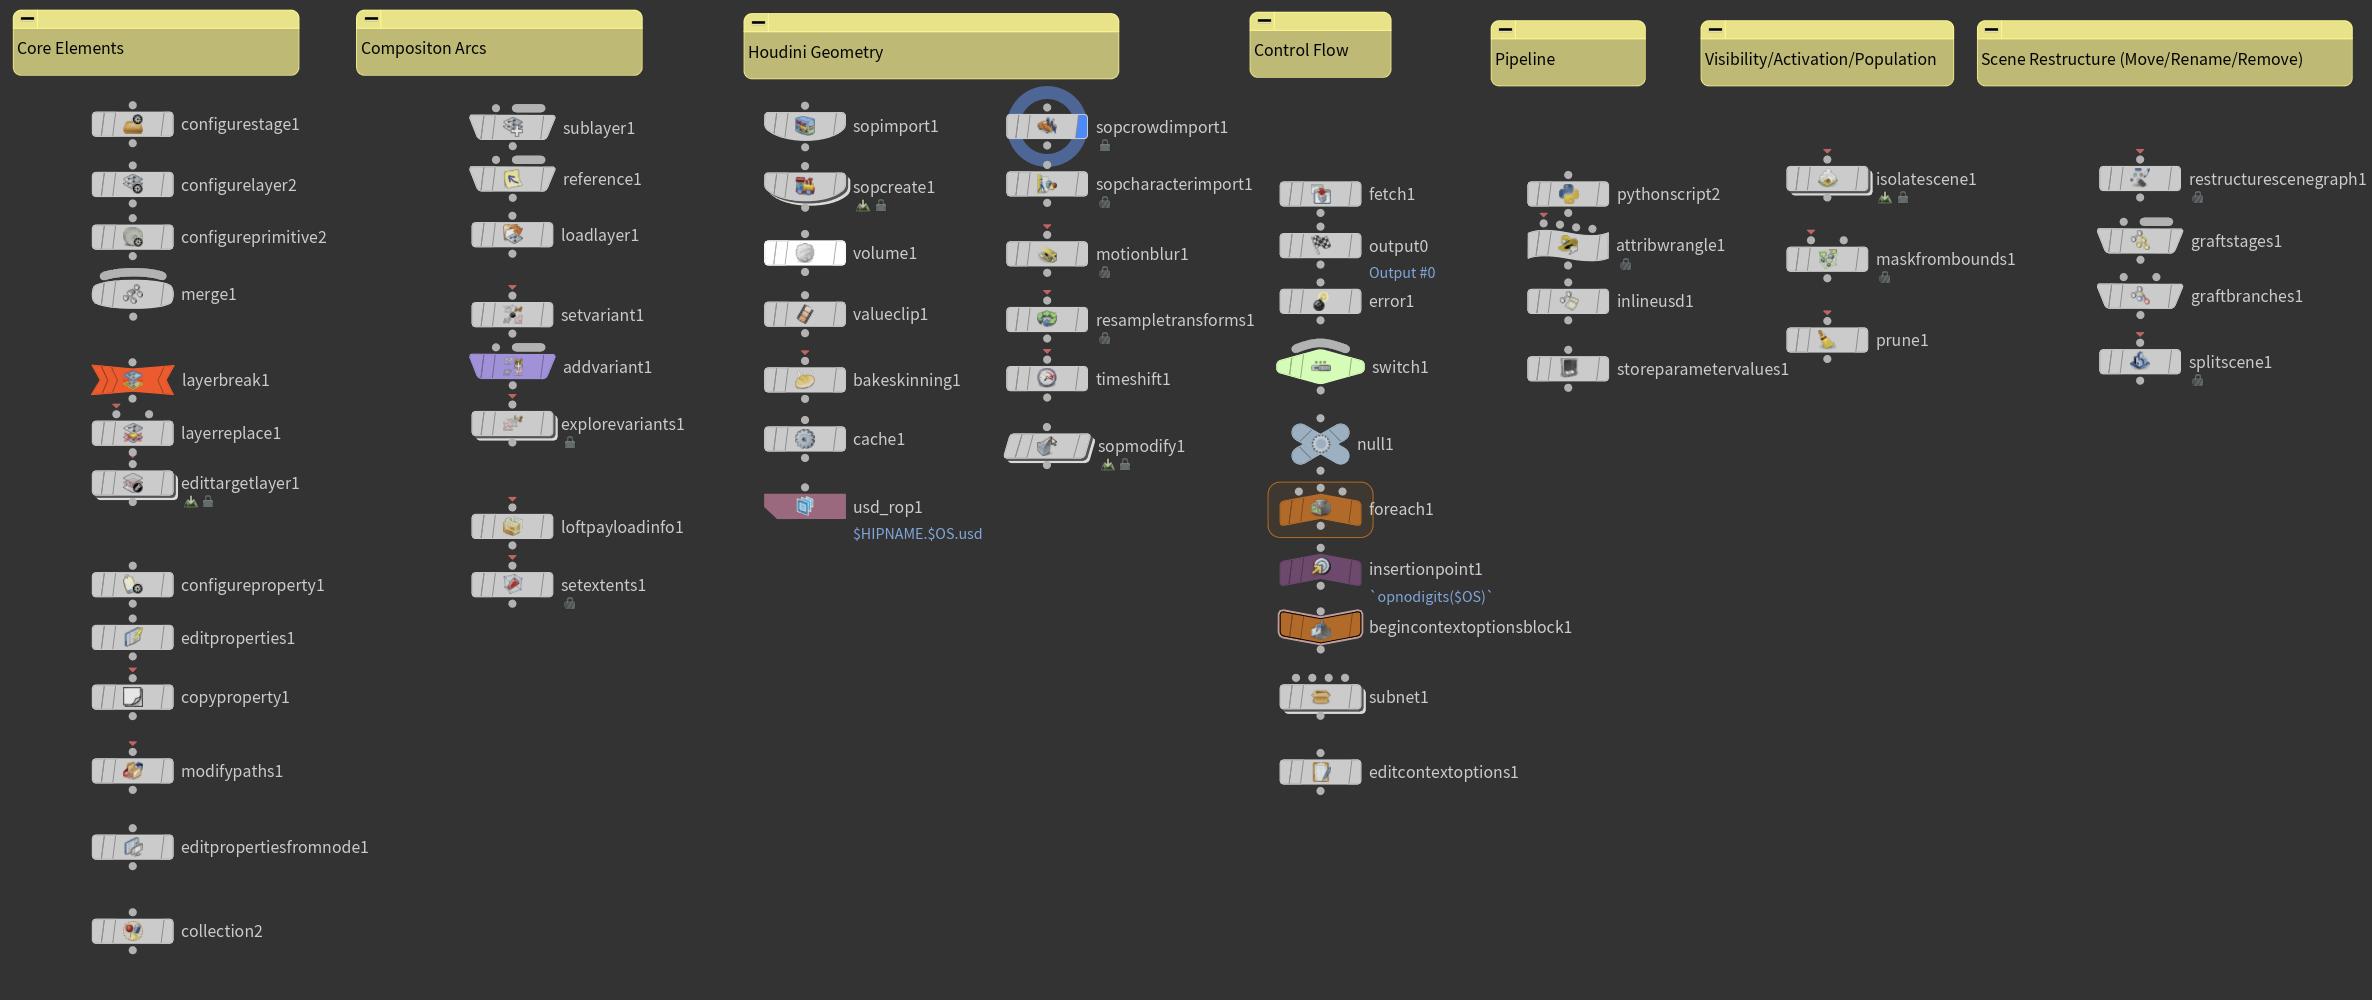 Core Elements
configurestage1
configurelayer2
configureprimitive2
merge1
layerbreak1
layerreplace1
edittargetlayer1
configureproperty1
editproperties1
copyproperty1
modifypaths1
editpropertiesfromnode1
collection2
Compositon Arcs
sublayer1
reference1
loadlayer1
setvariant1
addvariant1
explorevariants1
loftpayloadinfo1
setextents1
Houdini Geometry
sopimport1
sopcreate1
volume1
valueclip1
bakeskinning1
cache1
usd_rop1
$HIPNAME.$OS.usd
sopcrowdimport1
sopcharacterimport1
motionblur1
resampletransforms1
timeshift1
sopmodify1
Control Flow
fetch1
output0
Output #0
error1
switch1
null1
foreach1
insertionpoint1
`opnodigits($OS)`
begincontextoptionsblock1
subnet1
editcontextoptions1
Pipeline
pythonscript2
attribwrangle1
inlineusd1
storeparametervalues1
Visibility/Activation/Population
isolatescene1
maskfrombounds1
prune1
Scene Restructure (Move/Rename/Remove)
restructurescenegraph1
graftstages1
graftbranches1
splitscene1